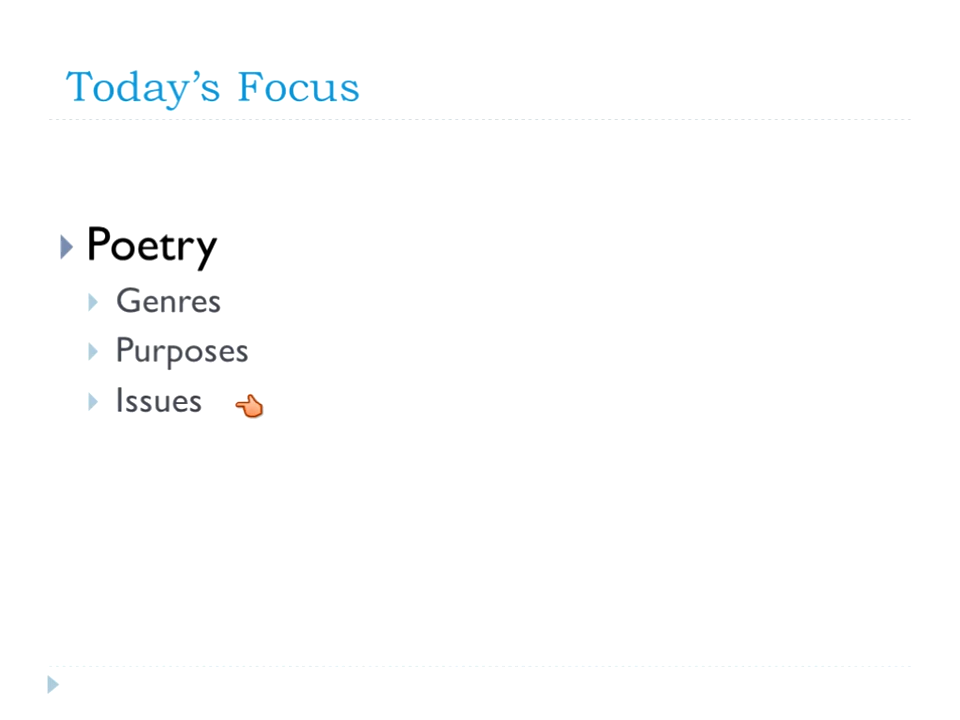 Today’s Focus
Poetry
Genres
Purposes
Issues